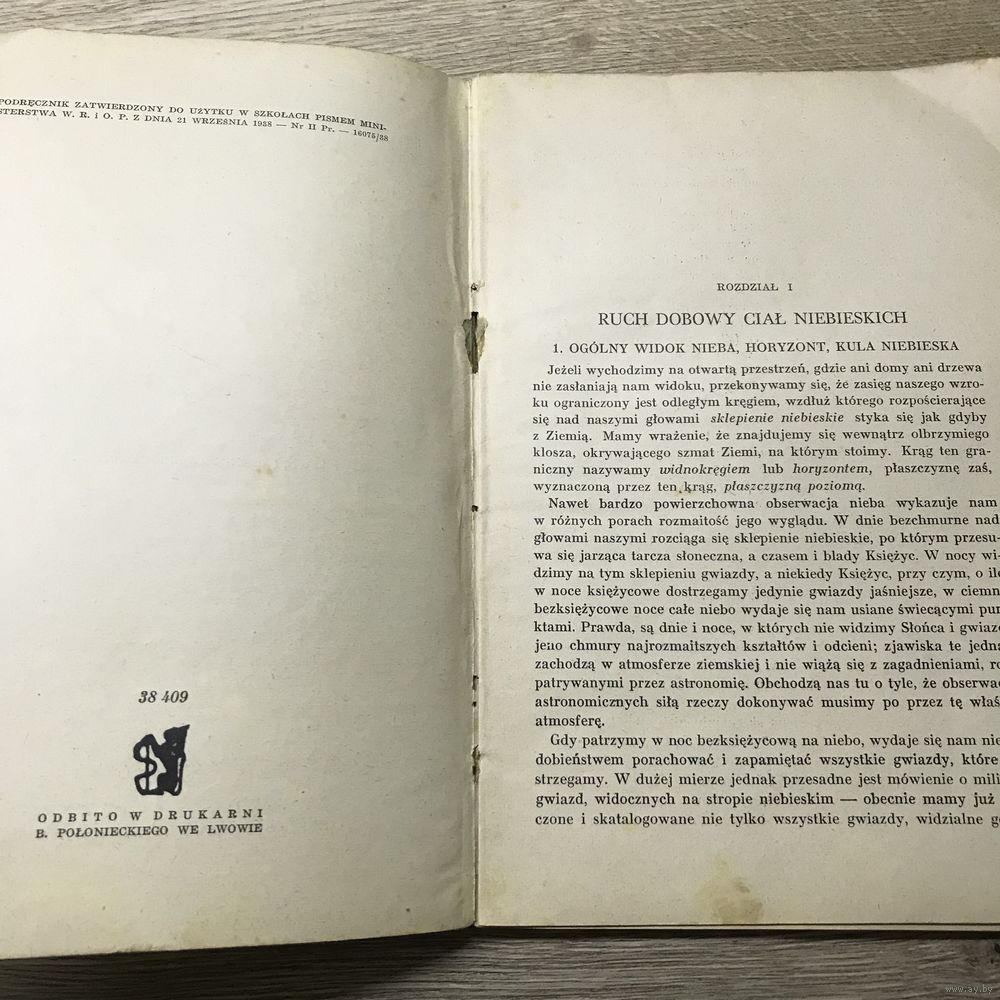 PODRĘCZNIK ZATWIERDZONY DO UŻYTKU W SZKOŁACH PISMEM MINI-
STERSTWA W. R. i O. P. Z DNIA 21 WRZEŚNIA 1938 — Nr II Pr. — 16075/38
38 409
ODBITO W DRUKARNI
B. POŁONIECKIEGO WE LWOWIE
ROZDZIAŁ I
RUCH DOBOWY CIAŁ NIEBIESKICH
1. OGÓLNY WIDOK NIEBA, HORYZONT, KULA NIEBIESKA
Jeżeli wychodzimy na otwartą przestrzeń, gdzie ani domy ani drzewa
nie zasłaniają nam widoku, przekonywamy się, że zasięg naszego wzro-
ku ograniczony jest odległym kręgiem, wzdłuż którego rozpościerające
się nad naszymi głowami sklepienie niebieskie styka się jak gdyby
z Ziemią. Mamy wrażenie, że znajdujemy się wewnątrz olbrzymiego
klosza, okrywającego szmat Ziemi, na którym stoimy. Krąg ten gra-
niczny nazywamy widnokręgiem lub horyzontem, płaszczyznę zaś,
wyznaczoną przez ten krąg, płaszczyzną poziomą.
Nawet bardzo powierzchowna obserwacja nieba wykazuje nam
w różnych porach rozmaitość jego wyglądu. W dnie bezchmurne nad
głowami naszymi rozciąga się sklepienie niebieskie, po którym przesu-
wa się jarząca tarcza słoneczna, a czasem i blady Księżyc. W nocy wi-
dzimy na tym sklepieniu gwiazdy, a niekiedy Księżyc, przy czym, o ile
w noce księżycowe dostrzegamy jedynie gwiazdy jaśniejsze, w ciemn
bezksiężycowe noce całe niebo wydaje się nam usiane świecącymi pun
ktami. Prawda, są dnie i noce, w których nie widzimy Słońca i gwiazd
jeno chmury najrozmaitszych kształtów i odcieni; zjawiska te jedna
zachodzą w atmosferze ziemskiej i nie wiążą się z zagadnieniami, ro
patrywanymi przez astronomię. Obchodzą nas tu o tyle, że obserwac
astronomicznych siłą rzeczy dokonywać musimy po przez tę właś
atmosferę.
Gdy patrzymy w noc bezksiężycową na niebo, wydaje się nam nie
dobieństwem porachować i zapamiętać wszystkie gwiazdy, które
strzegamy. W dużej mierze jednak przesadne jest mówienie o mili
gwiazd, widocznych na stropie niebieskim — obecnie mamy już
czone i skatalogowane nie tylko wszystkie gwiazdy, widzialne go
www.ay.by